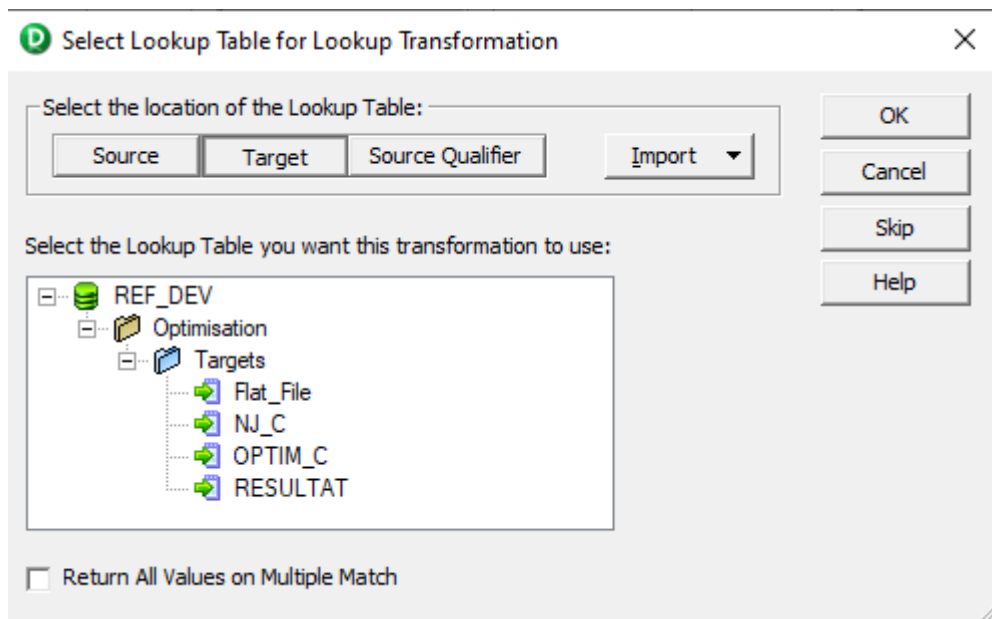 Select Lookup Table for Lookup Transformation
Select the location of the Lookup Table:
Source Target Source Qualifier Import
OK
Cancel
Skip
Help
Select the Lookup Table you want this transformation to use:
REF_DEV
Optimisation
Targets
Flat_File
NJ_C
OPTIM_C
RESULTAT
Return All Values on Multiple Match